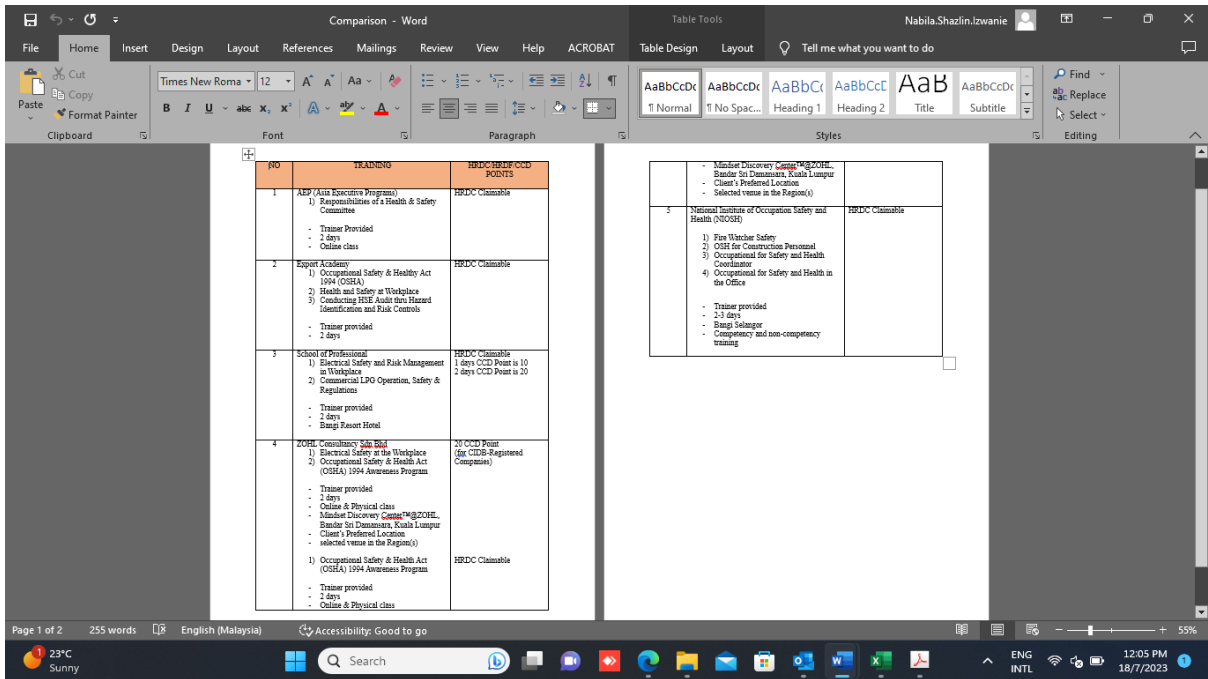 Comparison - Word
Table Tools
Nabila.Shazlin.Izwanie
File Home Insert Design Layout References Mailings Review View Help ACROBAT Table Design Layout Tell me what you want to do
Paste
Cut
Copy
Format Painter
Times New Roma 12
AaBbCcDc AaBbCcDc AaBbC( AaBbCcE AaB AaBbCcDc
¶ Normal ¶ No Spac... Heading 1 Heading 2 Title Subtitle
Find
Replace
Select
Clipboard Font Paragraph Styles Editing
NO TRAINING HRDC/HRDF/CCD
POINTS
1 AEP (Asia Executive Programs) HRDC Claimable
1) Responsibilities of a Health & Safety
Committee
- Trainer Provided
- 2 days
- Online class
2 Export Academy HRDC Claimable
1) Occupational Safety & Healthy Act
1994 (OSHA)
2) Health and Safety at Workplace
3) Conducting HSE Audit thru Hazard
Identification and Risk Controls
- Trainer provided
- 2 days
3 School of Professional HRDC Claimable
1) Electrical Safety and Risk Management 1 days CCD Point is 10
in Workplace 2 days CCD Point is 20
2) Commercial LPG Operation, Safety &
Regulations
- Trainer provided
- 2 days
- Bangi Resort Hotel
4 ZOHL Consultancy Sdn Bhd 20 CCD Point
1) Electrical Safety at the Workplace (for CIDB-Registered
2) Occupational Safety & Health Act Companies)
(OSHA) 1994 Awareness Program
- Trainer provided
- 2 days
- Online & Physical class
- Mindset Discovery Center™@ZOHL,
Bandar Sri Damansara, Kuala Lumpur
- Client's Preferred Location
- selected venue in the Region(s)
1) Occupational Safety & Health Act HRDC Claimable
(OSHA) 1994 Awareness Program
- Trainer provided
- 2 days
- Online & Physical class
- Mindset Discovery Center™@ZOHL,
Bandar Sri Damansara, Kuala Lumpur
- Client's Preferred Location
- Selected venue in the Region(s)
5 National Institute of Occupation Safety and HRDC Claimable
Health (NIOSH)
1) Fire Watcher Safety
2) OSH for Construction Personnel
3) Occupational for Safety and Health
Coordinator
4) Occupational for Safety and Health in
the Office
- Trainer provided
- 2-3 days
- Bangi Selangor
- Competency and non-competency
training
Page 1 of 2 255 words English (Malaysia) Accessibility: Good to go 55%
1 23°C
Sunny
Search
ENG
INTL
12:05 PM
18/7/2023
1